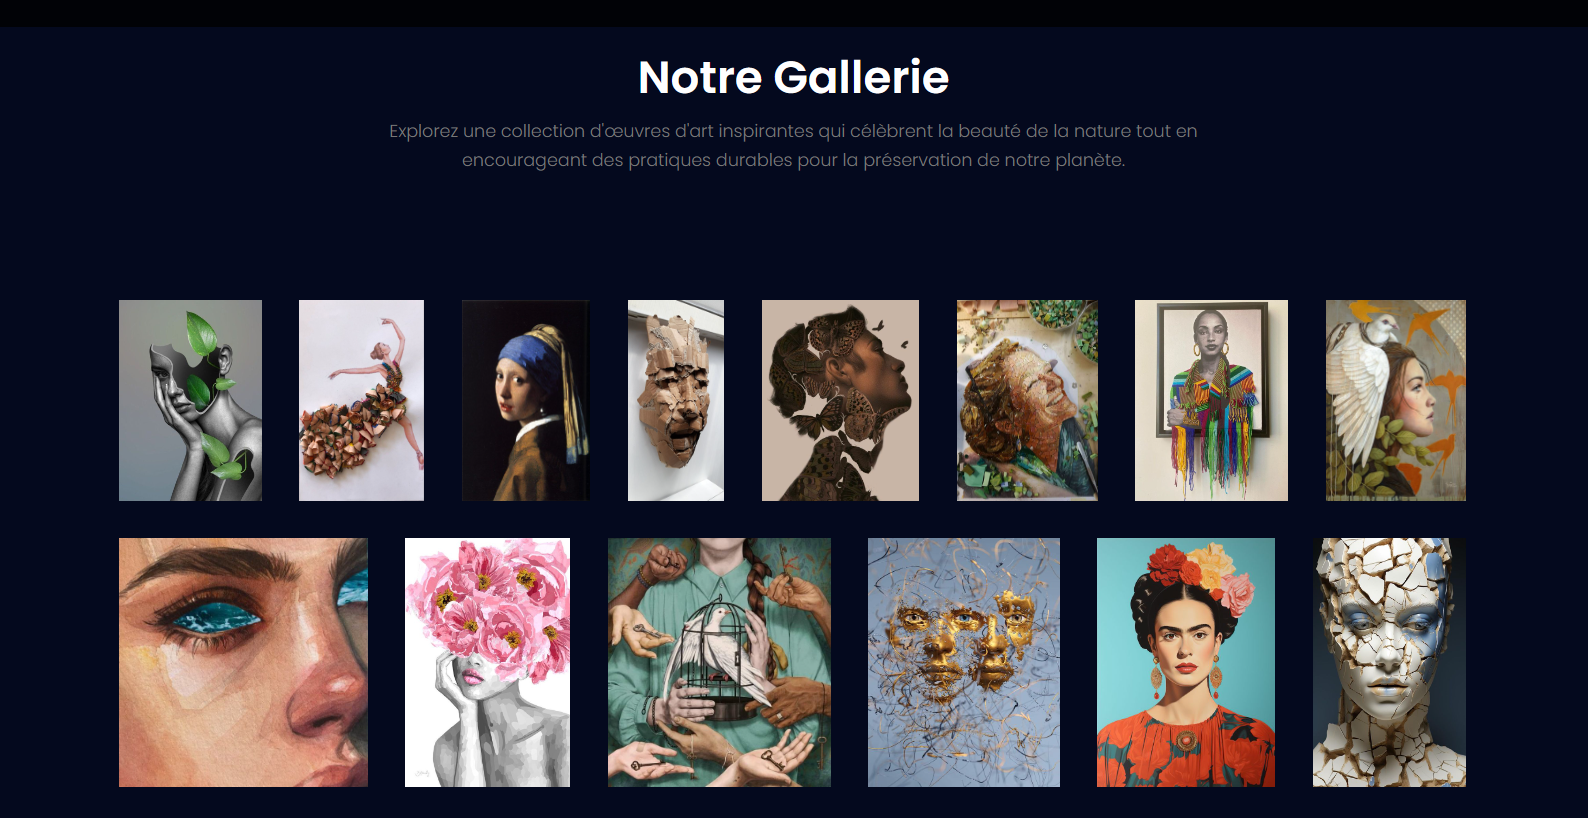 Notre Gallerie
Explorez une collection d'œuvres d'art inspirantes qui célèbrent la beauté de la nature tout en
encourageant des pratiques durables pour la préservation de notre planète.